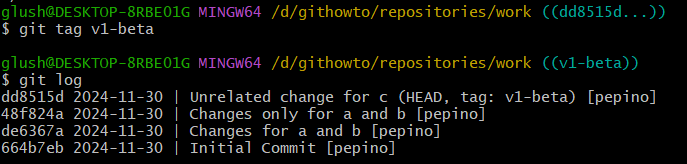 glush@DESKTOP-8RBEO1G MINGW64 /d/githowto/repositories/work ((dd8515d...))
$ git tag v1-beta
glush@DESKTOP-8RBEO1G MINGW64 /d/githowto/repositories/work ((v1-beta))
$ git log
dd8515d 2024-11-30 | Unrelated change for c (HEAD, tag: v1-beta) [pepino]
48f824a 2024-11-30 | Changes only for a and b [pepino]
de6367a 2024-11-30 | Changes for a and b [pepino]
664b7eb 2024-11-30 | Initial Commit [pepino]